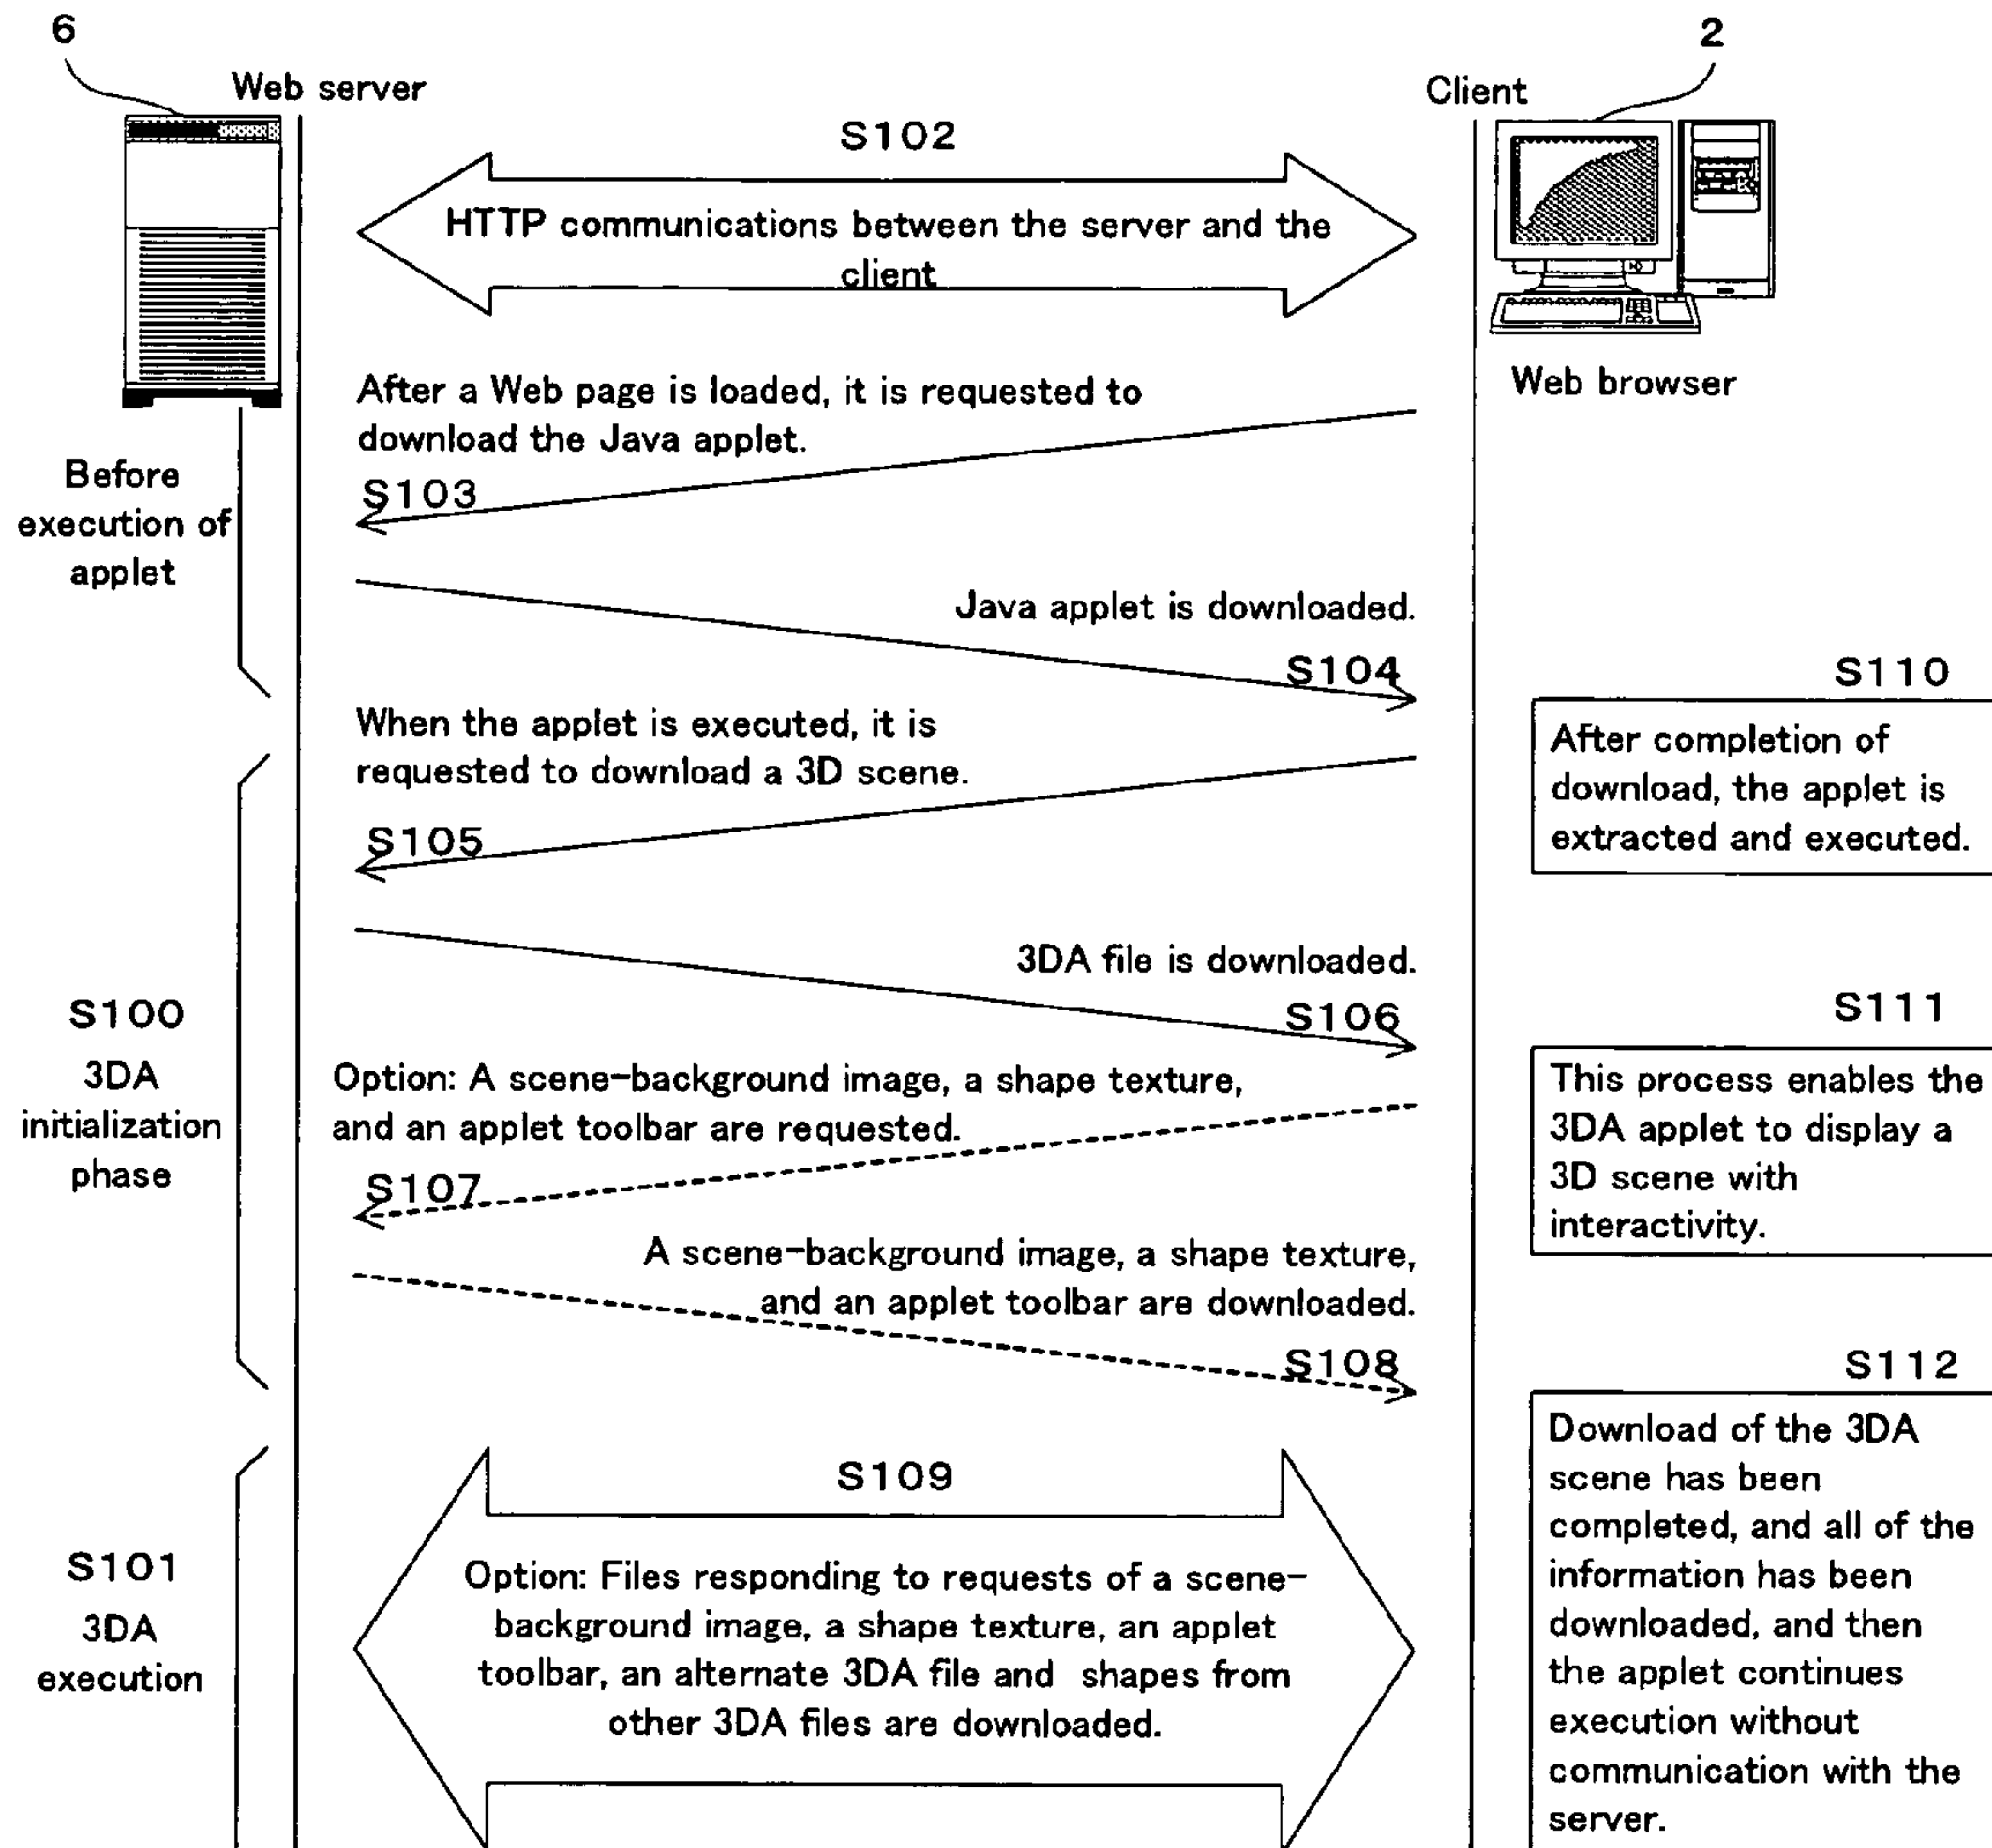 6
2
Web server
Client
S102
HTTP communications between the server and the
client
Web browser
After a Web page is loaded, it is requested to
download the Java applet.
S103
Before
execution of
applet
Java applet is downloaded.
S104
S110
After completion of
download, the applet is
extracted and executed.
When the applet is executed, it is
requested to download a 3D scene.
S105
3DA file is downloaded.
S106
S100
3DA
initialization
phase
S111
This process enables the
3DA applet to display a
3D scene with
interactivity.
Option: A scene-background image, a shape texture,
and an applet toolbar are requested.
S107
A scene-background image, a shape texture,
and an applet toolbar are downloaded.
S108
S112
Download of the 3DA
scene has been
completed, and all of the
information has been
downloaded, and then
the applet continues
execution without
communication with the
server.
S109
Option: Files responding to requests of a scene-
background image, a shape texture, an applet
toolbar, an alternate 3DA file and shapes from
other 3DA files are downloaded.
S101
3DA
execution